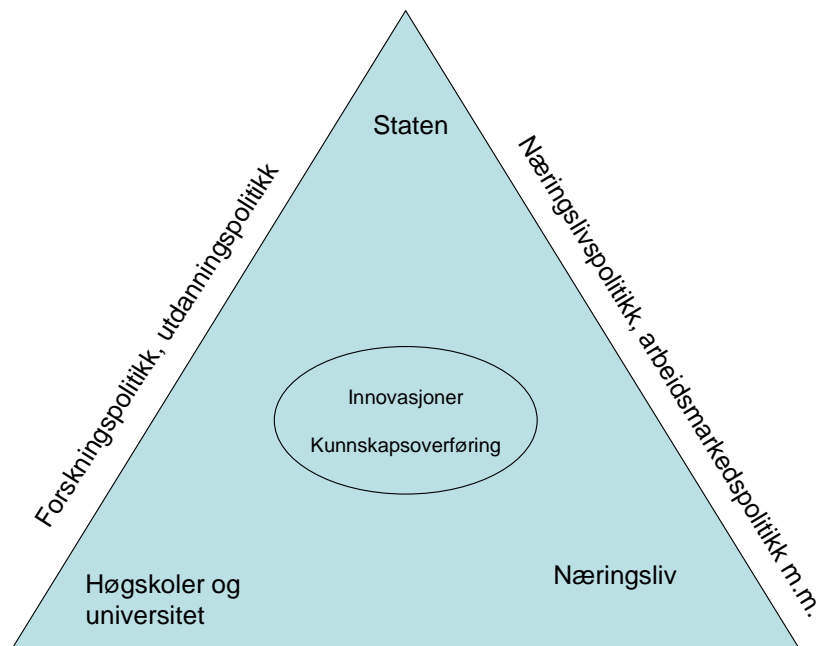 Staten
Forskningspolitikk, utdanningspolitikk
Næringslivspolitikk, arbeidsmarkedspolitikk m.m.
Innovasjoner
Kunnskapsoverføring
Høgskoler og
universitet
Næringsliv